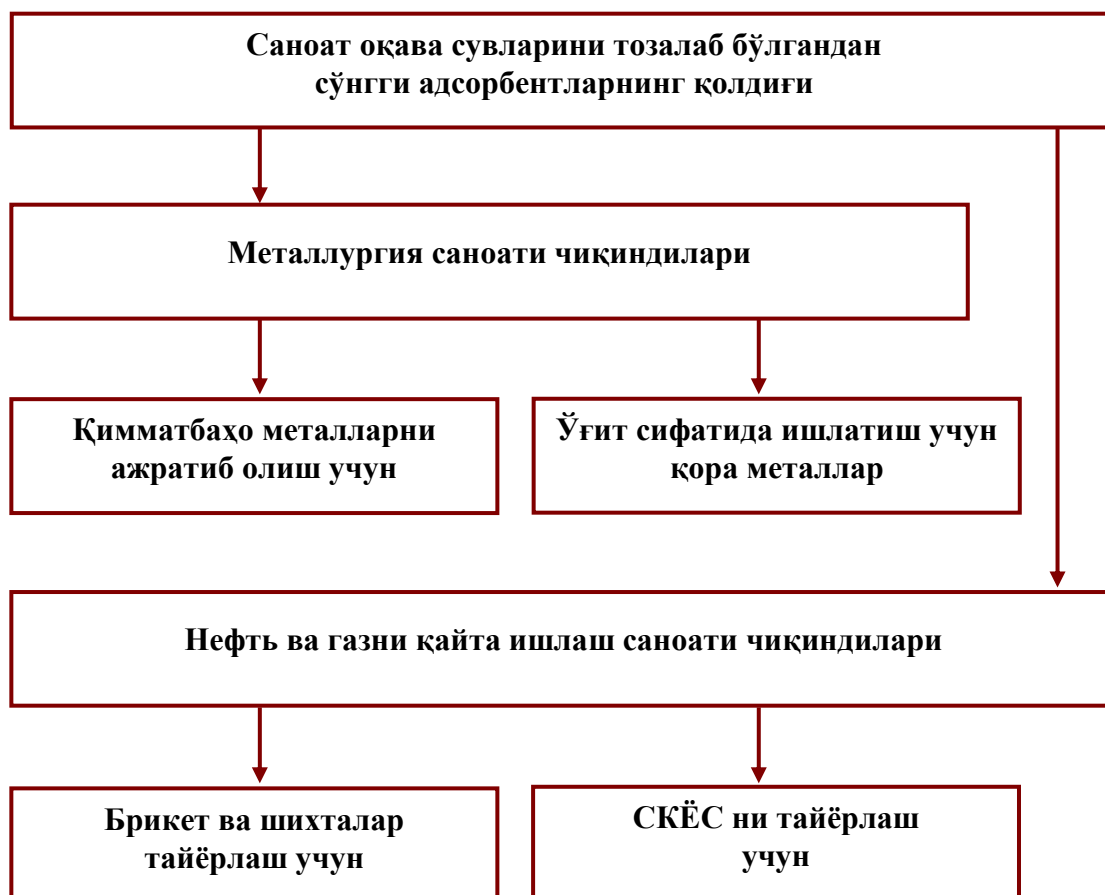 Саноат оқава сувларини тозалаб бўлгандан
сўнгги адсорбентларнинг қолдиғи
Металлургия саноати чиқиндилари
Қимматбаҳо металларни
ажратиб олиш учун
Ўғит сифатида ишлатиш учун
қора металлар
Нефть ва газни қайта ишлаш саноати чиқиндилари
Брикет ва шихталар
тайёрлаш учун
СКЁС ни тайёрлаш
учун